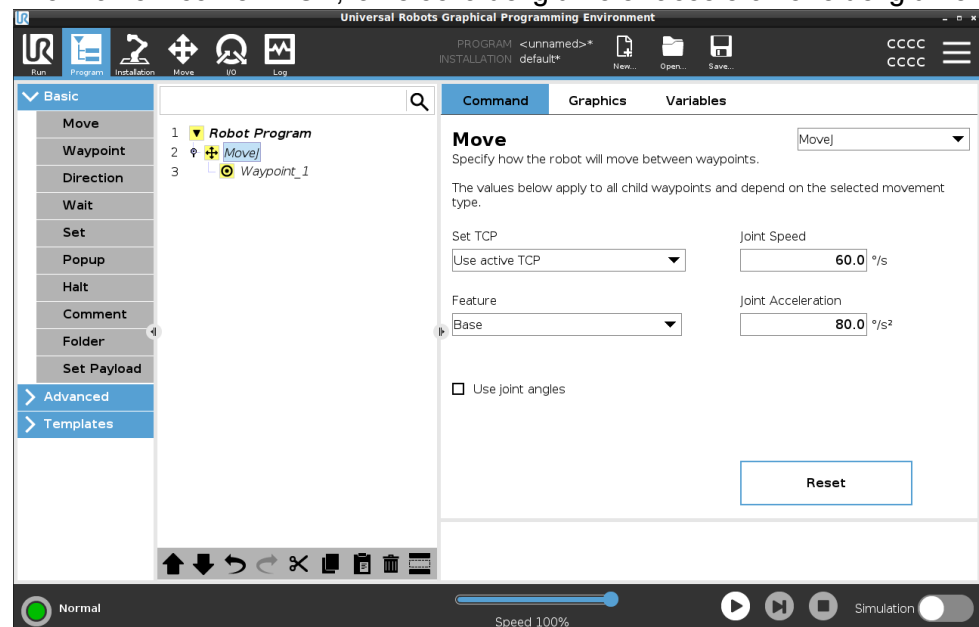 Universal Robots Graphical Programming Environment
Run
Program
Installation
Move
I/O
Log
PROGRAM <unnamed>*
INSTALLATION default*
New...
Open...
Save...
CCCC
CCCC
Basic
Move
Waypoint
Direction
Wait
Set
Popup
Halt
Comment
Folder
Set Payload
Advanced
Templates
1 Robot Program
2 MoveJ
3 Waypoint_1
Command Graphics Variables
Move
MoveJ
Specify how the robot will move between waypoints.
The values below apply to all child waypoints and depend on the selected movement
type.
Set TCP
Use active TCP
Joint Speed
60.0 °/s
Feature
Base
Joint Acceleration
80.0 °/s²
Use joint angles
Reset
Normal
Speed 100%
Simulation